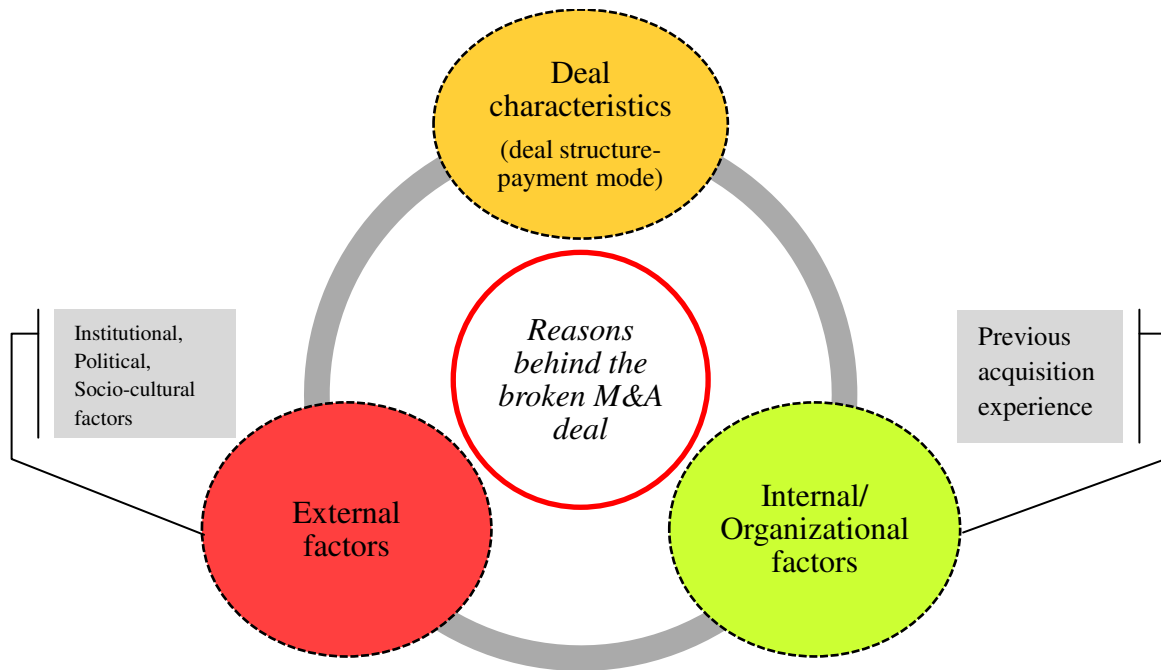 Deal
characteristics
(deal structure-
payment mode)
Institutional,
Political,
Socio-cultural
factors
Reasons
behind the
broken M&A
deal
Previous
acquisition
experience
External
factors
Internal/
Organizational
factors